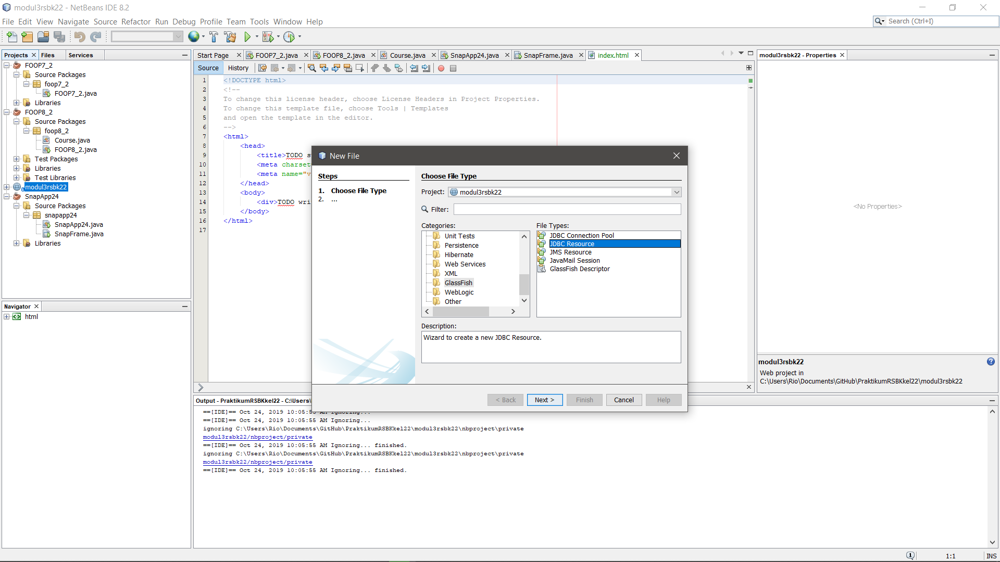 modul3rsbk22 - NetBeans IDE 8.2
File Edit View Navigate Source Refactor Run Debug Profile Team Tools Window Help
Search (Ctrl+I)
Projects Files Services
FOOP7_2
Source Packages
foop7_2
FOOP7_2.java
Libraries
FOOP8_2
Source Packages
foop8_2
Course.java
FOOP8_2.java
Test Packages
Libraries
Test Libraries
modul3rsbk22
SnapApp24
Source Packages
snapapp24
SnapApp24.java
SnapFrame.java
Libraries
Navigator
html
Start Page FOOP7_2.java FOOP8_2.java Course.java SnapApp24.java SnapFrame.java index.html
Source History
1 <!DOCTYPE html>
2 <!--
3 To change this license header, choose License Headers in Project Properties.
4 To change this template file, choose Tools | Templates
5 and open the template in the editor.
6 -->
7 <html>
8 <head>
9 <title>TODO
10 <meta charset
11 <meta name="v
12 </head>
13 <body>
14 <div>TODO wri
15 </body>
16 </html>
17
New File
Steps
1. Choose File Type
2. ...
Choose File Type
Project: modul3rsbk22
Filter:
Categories:
Unit Tests
Persistence
Hibernate
Web Services
XML
GlassFish
WebLogic
Other
File Types:
JDBC Connection Pool
JDBC Resource
JMS Resource
JavaMail Session
GlassFish Descriptor
Description:
Wizard to create a new JDBC Resource.
< Back Next > Finish Cancel Help
modul3rsbk22 - Properties
<No Properties>
modul3rsbk22
Web project in
C:\Users\Rio\Documents\GitHub\PraktikumRSBKkel22\modul3rsbk22
Output - PraktikumRSBKkel22 - C:\Users\
==[IDE]== Oct 24, 2019 10:05:55 AM Ignoring...
==[IDE]== Oct 24, 2019 10:05:55 AM Ignoring...
ignoring C:\Users\Rio\Documents\GitHub\PraktikumRSBKkel22\modul3rsbk22\nbproject\private
modul3rsbk22/nbproject/private
==[IDE]== Oct 24, 2019 10:05:55 AM Ignoring... finished.
ignoring C:\Users\Rio\Documents\GitHub\PraktikumRSBKkel22\modul3rsbk22\nbproject\private
modul3rsbk22/nbproject/private
==[IDE]== Oct 24, 2019 10:05:55 AM Ignoring... finished.
1:1 INS